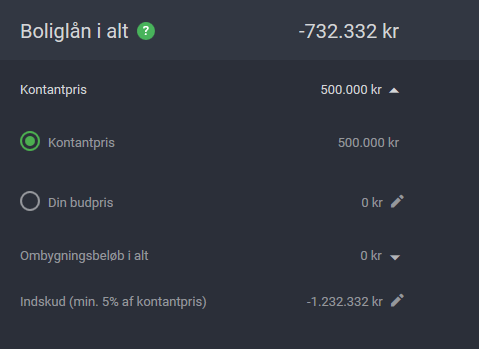 Boliglån i alt ? -732.332 kr
Kontantpris 500.000 kr
Kontantpris 500.000 kr
Din budpris 0 kr
Ombygningsbeløb i alt 0 kr
Indskud (min. 5% af kontantpris) -1.232.332 kr